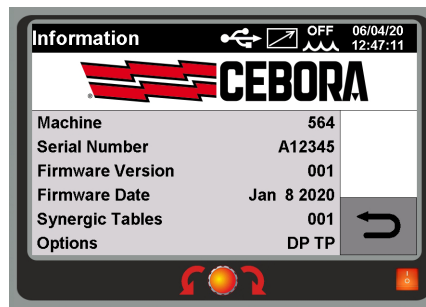 Information OFF 06/04/20
12:47:11
® CEBORA
Machine 564
Serial Number A12345
Firmware Version 001
Firmware Date Jan 8 2020
Synergic Tables 001
Options DP TP